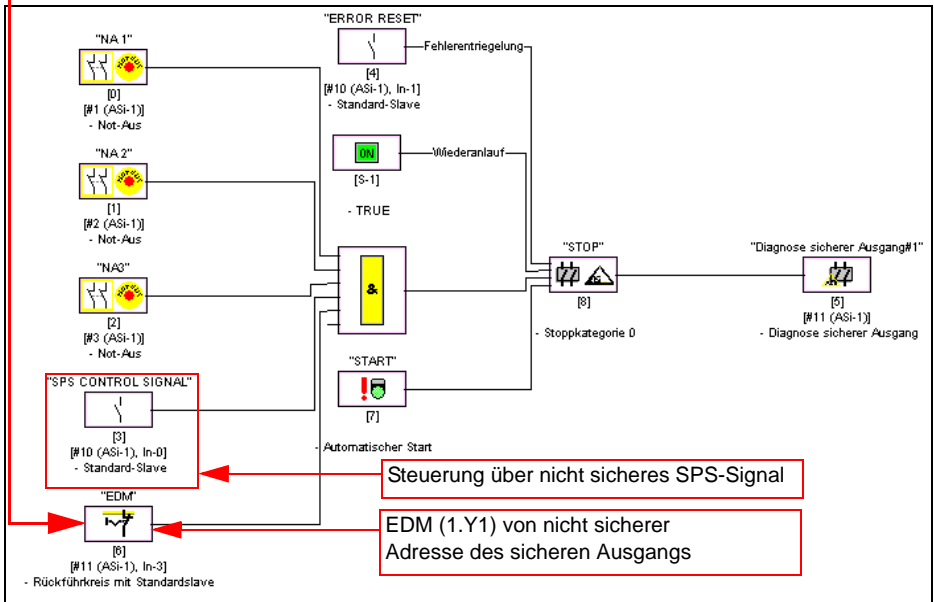 "NA 1"
[0]
[#1 (ASi-1)]
- Not-Aus
"NA 2"
[1]
[#2 (ASi-1)]
- Not-Aus
"NA3"
[2]
[#3 (ASi-1)]
- Not-Aus
"SPS CONTROL SIGNAL"
[3]
[#10 (ASi-1), In-0]
- Standard-Slave
"EDM"
[6]
[#11 (ASi-1), In-3]
- Rückführkreis mit Standardslave
"ERROR RESET"
Fehlerentriegelung
[4]
[#10 (ASi-1), In-1]
- Standard-Slave
ON
Wiederanlauf
[S-1]
- TRUE
&
"START"
[7]
- Automatischer Start
"STOP"
[8]
- Stoppkategorie 0
"Diagnose sicherer Ausgang#1"
[5]
[#11 (ASi-1)]
- Diagnose sicherer Ausgang
Steuerung über nicht sicheres SPS-Signal
EDM (1.Y1) von nicht sicherer
Adresse des sicheren Ausgangs